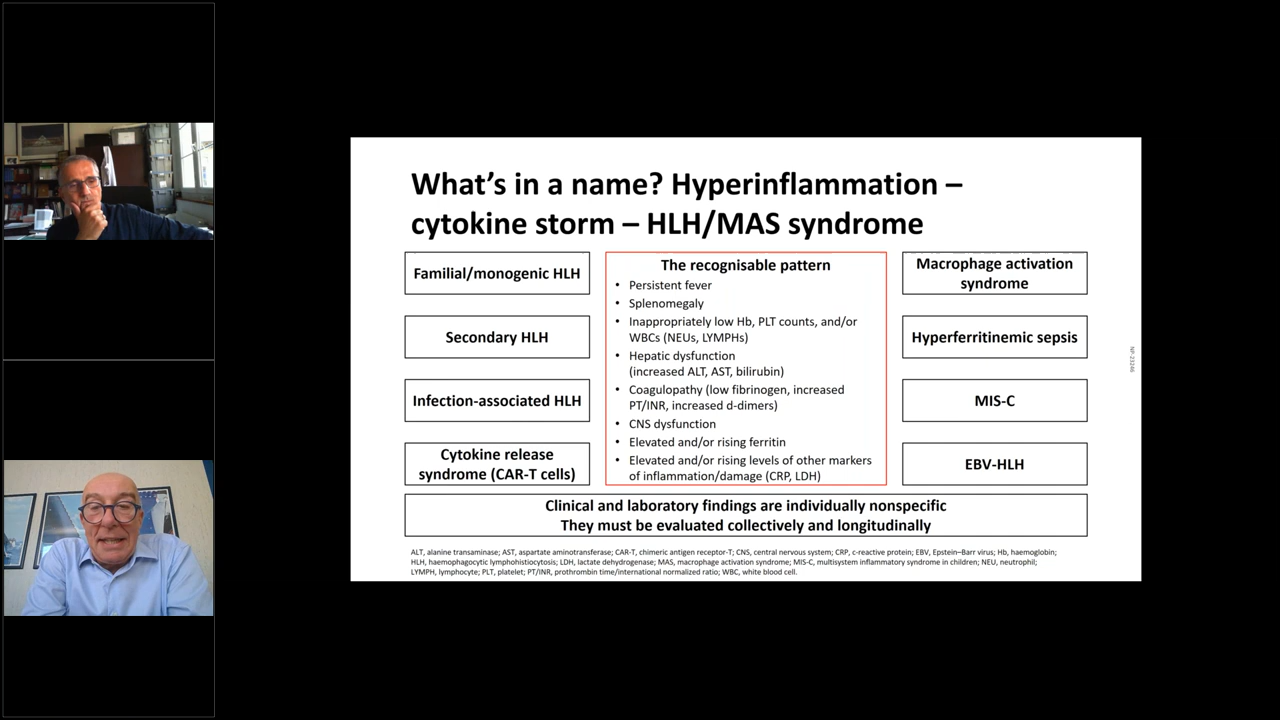 What's in a name? Hyperinflammation –
cytokine storm – HLH/MAS syndrome
Familial/monogenic HLH
Secondary HLH
Infection-associated HLH
Cytokine release
syndrome (CAR-T cells)
The recognisable pattern
• Persistent fever
• Splenomegaly
• Inappropriately low Hb, PLT counts, and/or
WBCs (NEUs, LYMPHs)
• Hepatic dysfunction
(increased ALT, AST, bilirubin)
• Coagulopathy (low fibrinogen, increased
PT/INR, increased d-dimers)
• CNS dysfunction
• Elevated and/or rising ferritin
• Elevated and/or rising levels of other markers
of inflammation/damage (CRP, LDH)
Macrophage activation
syndrome
Hyperferritinemic sepsis
MIS-C
EBV-HLH
Clinical and laboratory findings are individually nonspecific
They must be evaluated collectively and longitudinally
ALT, alanine transaminase; AST, aspartate aminotransferase; CAR-T, chimeric antigen receptor-T; CNS, central nervous system; CRP, c-reactive protein; EBV, Epstein–Barr virus; Hb, haemoglobin;
HLH, haemophagocytic lymphohistiocytosis; LDH, lactate dehydrogenase; MAS, macrophage activation syndrome; MIS-C, multisystem inflammatory syndrome in children; NEU, neutrophil;
LYMPH, lymphocyte; PLT, platelet; PT/INR, prothrombin time/international normalized ratio; WBC, white blood cell.